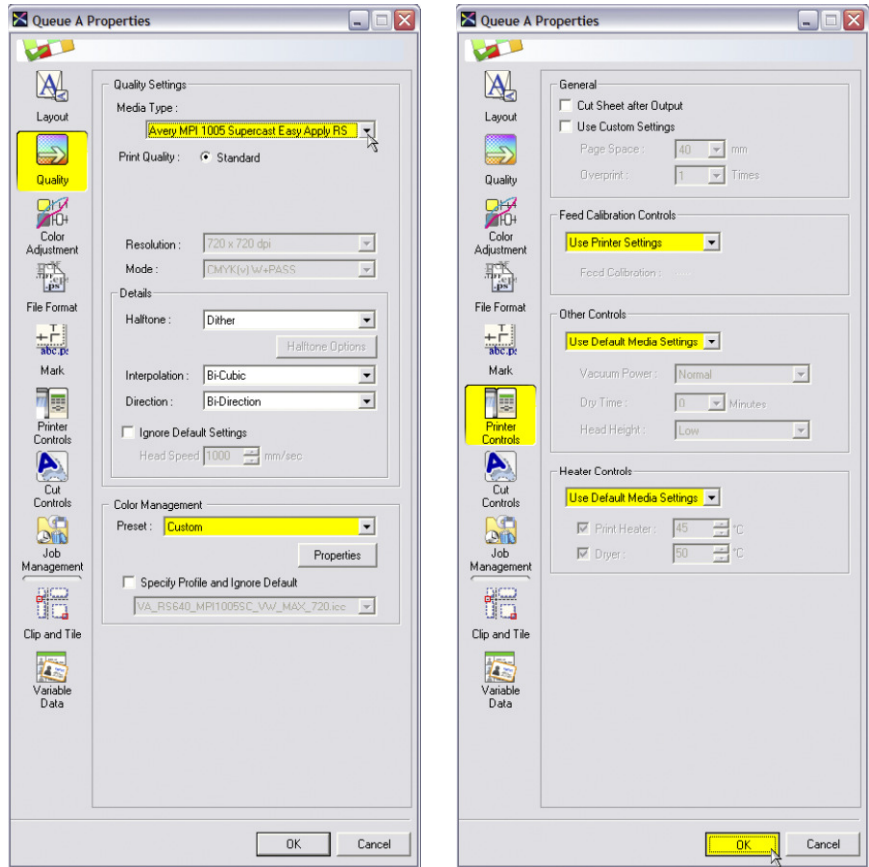 Queue A Properties
Layout
Quality
Color
Adjustment
File Format
Mark
Printer
Controls
Cut
Controls
Job
Management
Clip and Tile
Variable
Data
Quality Settings
Media Type :
Avery MPI 1005 Supercast Easy Apply RS
Print Quality : Standard
Resolution : 720 x 720 dpi
Mode : CMYK(v) W+PASS
Details
Halftone : Dither
Halftone Options
Interpolation : Bi-Cubic
Direction : Bi-Direction
Ignore Default Settings
Head Speed 1000 mm/sec
Color Management
Preset : Custom
Properties
Specify Profile and Ignore Default
VA_RS640_MPI1005SC_VW_MAX_720.icc
OK Cancel
Queue A Properties
Layout
Quality
Color
Adjustment
File Format
Mark
Printer
Controls
Cut
Controls
Job
Management
Clip and Tile
Variable
Data
General
Cut Sheet after Output
Use Custom Settings
Page Space : 40 mm
Overprint : 1 Times
Feed Calibration Controls
Use Printer Settings
Feed Calibration : ......
Other Controls
Use Default Media Settings
Vacuum Power : Normal
Dry Time : 0 Minutes
Head Height : Low
Heater Controls
Use Default Media Settings
Print Heater : 45 °C
Dryer : 50 °C
OK Cancel